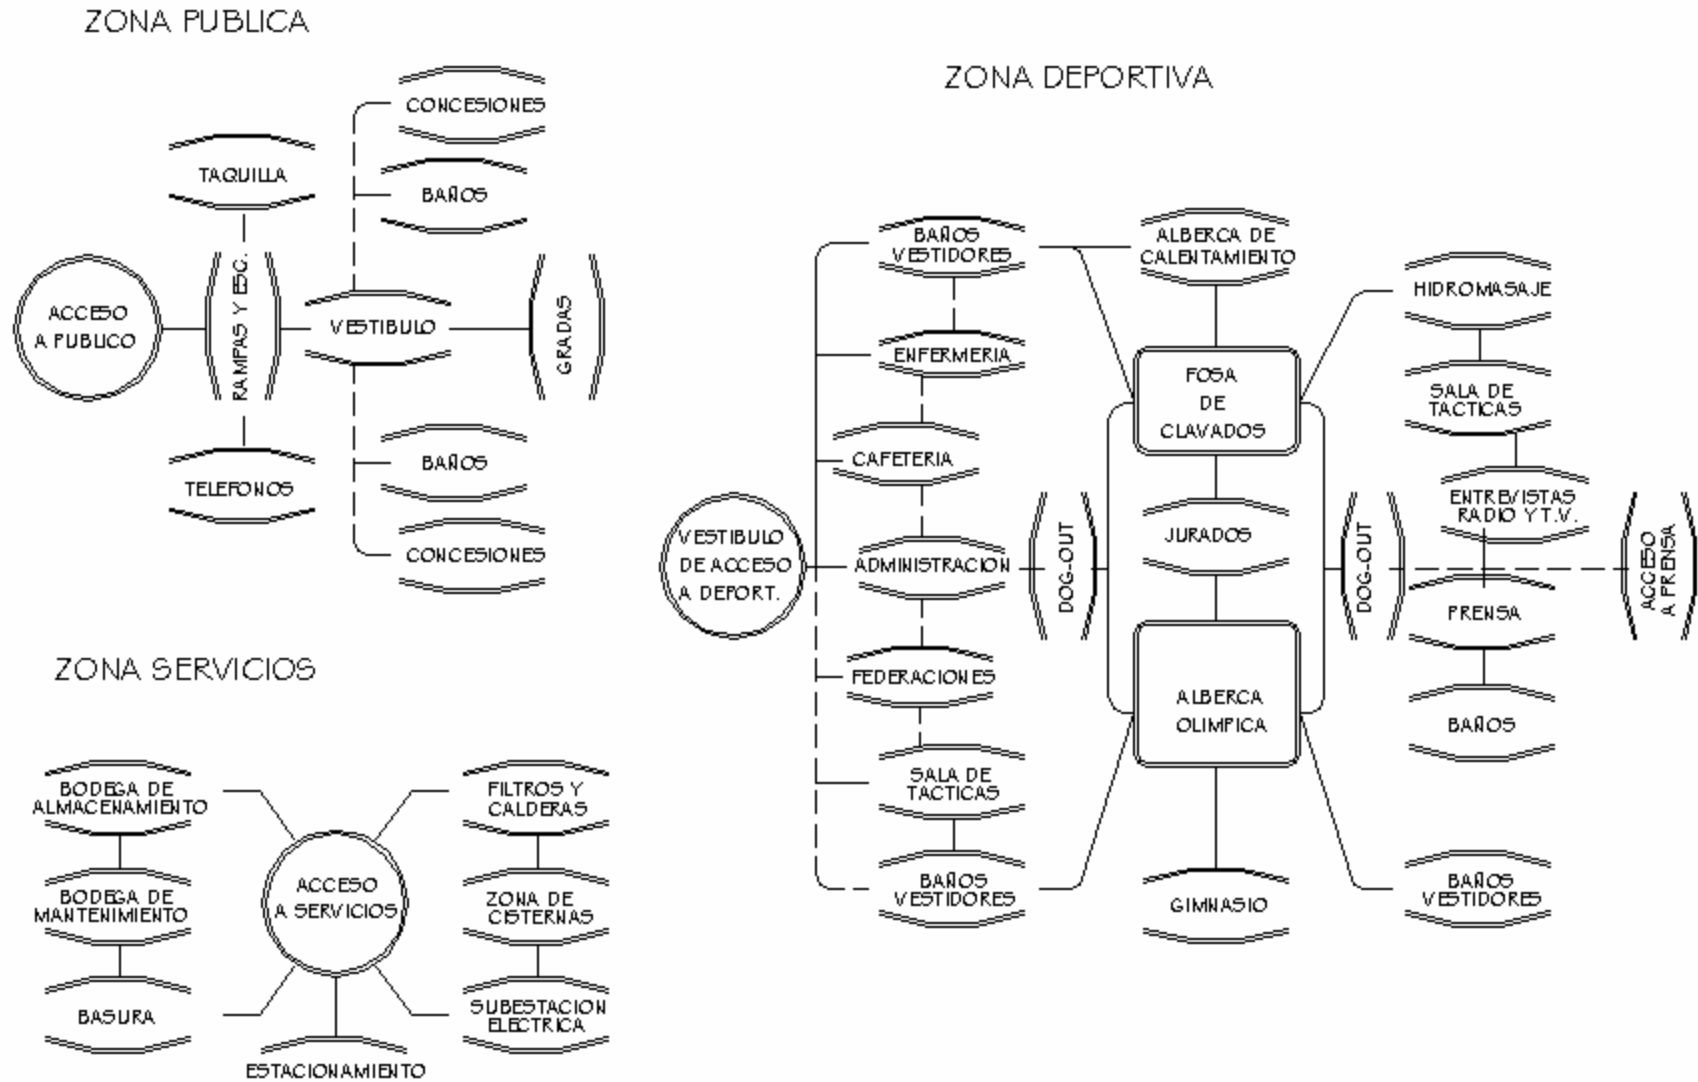 ZONA PUBLICA
CONCESIONES
TAQUILLA
BAÑOS
ACCESO
A PUBLICO
RAMPAS Y ESC.
VESTIBULO
GRADAS
BAÑOS
TELEFONOS
CONCESIONES
ZONA DEPORTIVA
BAÑOS
VESTIDORES
ALBERCA DE
CALENTAMIENTO
HIDROMASAJE
ENFERMERIA
FOSA
DE
CLAVADOS
SALA DE
TACTICAS
CAFETERIA
ENTREVISTAS
RADIO Y T.V.
VESTIBULO
DE ACCESO
A DEPORT.
ADMINISTRACION
DOG-OUT
JURADOS
DOG-OUT
ACCESO
A PRENSA
PRENSA
FEDERACIONES
ALBERCA
OLIMPICA
BAÑOS
SALA DE
TACTICAS
BAÑOS
VESTIDORES
GIMNASIO
BAÑOS
VESTIDORES
ZONA SERVICIOS
BODEGA DE
ALMACENAMIENTO
FILTROS Y
CALDERAS
BODEGA DE
MANTENIMIENTO
ACCESO
A SERVICIOS
ZONA DE
CISTERNAS
BASURA
SUBESTACION
ELECTRICA
ESTACIONAMIENTO